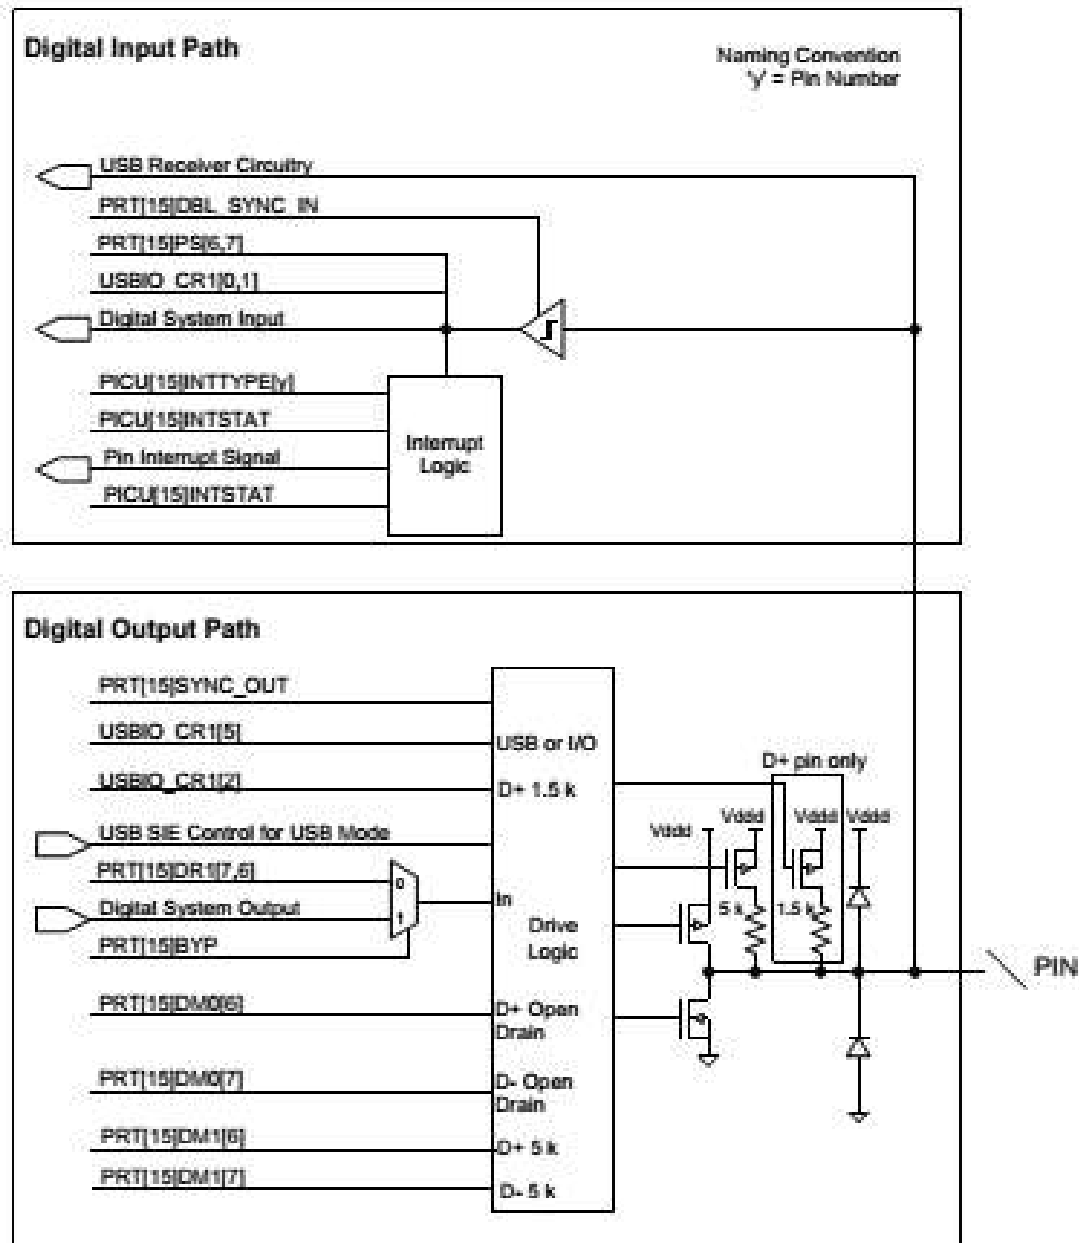 Digital Input Path
Naming Convention
'y' = Pin Number
USB Receiver Circuitry
PRT[15]DBL_SYNC_IN
PRT[15]PS[6,7]
USBIO_CR1[0,1]
Digital System Input
PICU[15]INTTYPE[y]
PICU[15]INTSTAT
Pin Interrupt Signal
PICU[15]INTSTAT
Interrupt
Logic
Digital Output Path
PRT[15]SYNC_OUT
USBIO_CR1[5]
USB or I/O
D+ pin only
USBIO_CR1[2]
D+ 1.5 k
Vddd
Vddd
Vddd
Vddd
USB SIE Control for USB Mode
PRT[15]DR1[7,6]
0
Digital System Output
1
In
5 k
1.5 k
PRT[15]BYP
Drive
Logic
PIN
PRT[15]DM0[6]
D+ Open
Drain
PRT[15]DM0[7]
D- Open
Drain
PRT[15]DM1[6]
D+ 5 k
PRT[15]DM1[7]
D- 5 k